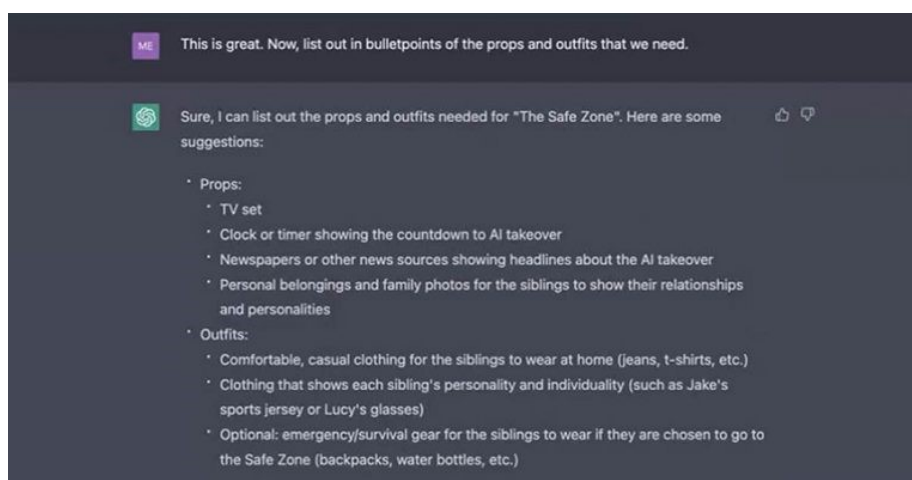 ME
This is great. Now, list out in bulletpoints of the props and outfits that we need.
Sure, I can list out the props and outfits needed for "The Safe Zone". Here are some
suggestions:
• Props:
• TV set
• Clock or timer showing the countdown to AI takeover
• Newspapers or other news sources showing headlines about the AI takeover
• Personal belongings and family photos for the siblings to show their relationships
and personalities
• Outfits:
• Comfortable, casual clothing for the siblings to wear at home (jeans, t-shirts, etc.)
• Clothing that shows each sibling's personality and individuality (such as Jake's
sports jersey or Lucy's glasses)
• Optional: emergency/survival gear for the siblings to wear if they are chosen to go to
the Safe Zone (backpacks, water bottles, etc.)